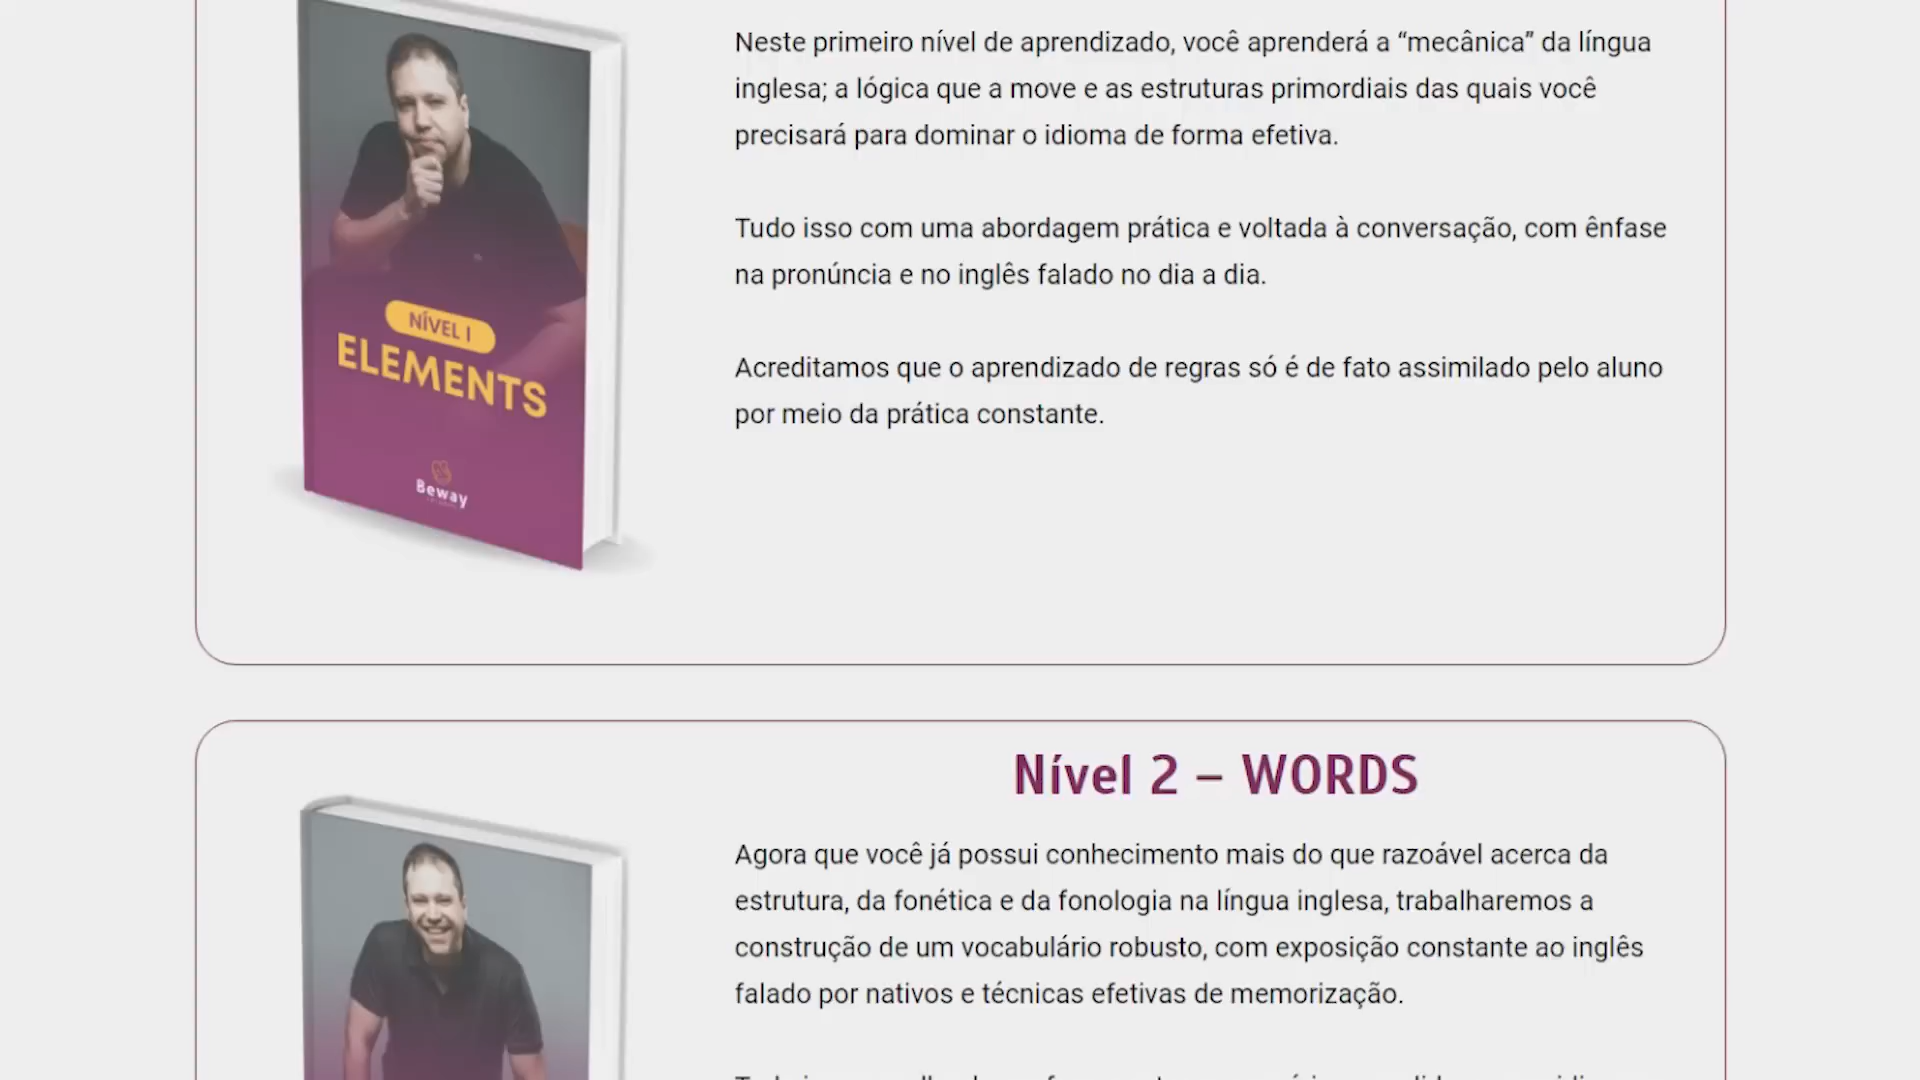 Neste primeiro nível de aprendizado, você aprenderá a “mecânica” da língua
inglesa; a lógica que a move e as estruturas primordiais das quais você
precisará para dominar o idioma de forma efetiva.
Tudo isso com uma abordagem prática e voltada à conversação, com ênfase
na pronúncia e no inglês falado no dia a dia.
Acreditamos que o aprendizado de regras só é de fato assimilado pelo aluno
por meio da prática constante.
NÍVEL I
ELEMENTS
Beway
Nível 2 – WORDS
Agora que você já possui conhecimento mais do que razoável acerca da
estrutura, da fonética e da fonologia na língua inglesa, trabalharemos a
construção de um vocabulário robusto, com exposição constante ao inglês
falado por nativos e técnicas efetivas de memorização.